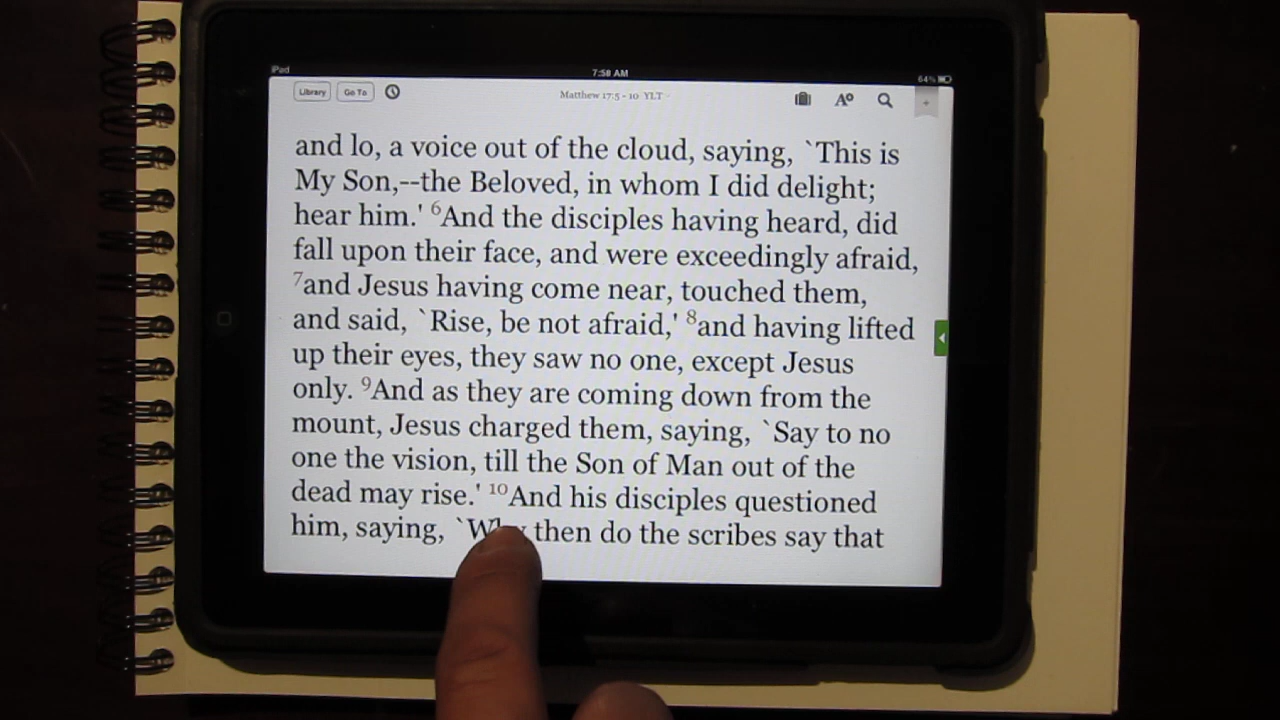 iPad 7:58 AM 64%
Library Go To Matthew 17:5 - 10 YLT A
and lo, a voice out of the cloud, saying, `This is
My Son,--the Beloved, in whom I did delight;
hear him.' 6And the disciples having heard, did
fall upon their face, and were exceedingly afraid,
7and Jesus having come near, touched them,
and said, `Rise, be not afraid,' 8and having lifted
up their eyes, they saw no one, except Jesus
only. 9And as they are coming down from the
mount, Jesus charged them, saying, `Say to no
one the vision, till the Son of Man out of the
dead may rise.' 10And his disciples questioned
him, saying, `Why then do the scribes say that